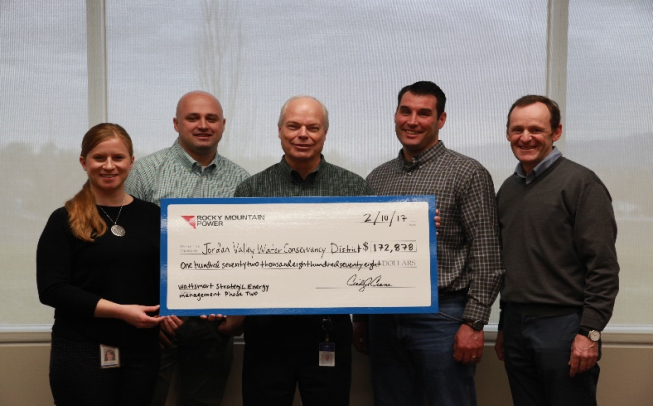 ROCKY MOUNTAIN
POWER
2/10/17
Jordan Valley Water Conservancy District $ 172,878
One hundred seventy two thousand eight hundred seventy eight DOLLARS
Wattsmart Strategic Energy
Management Phase Two